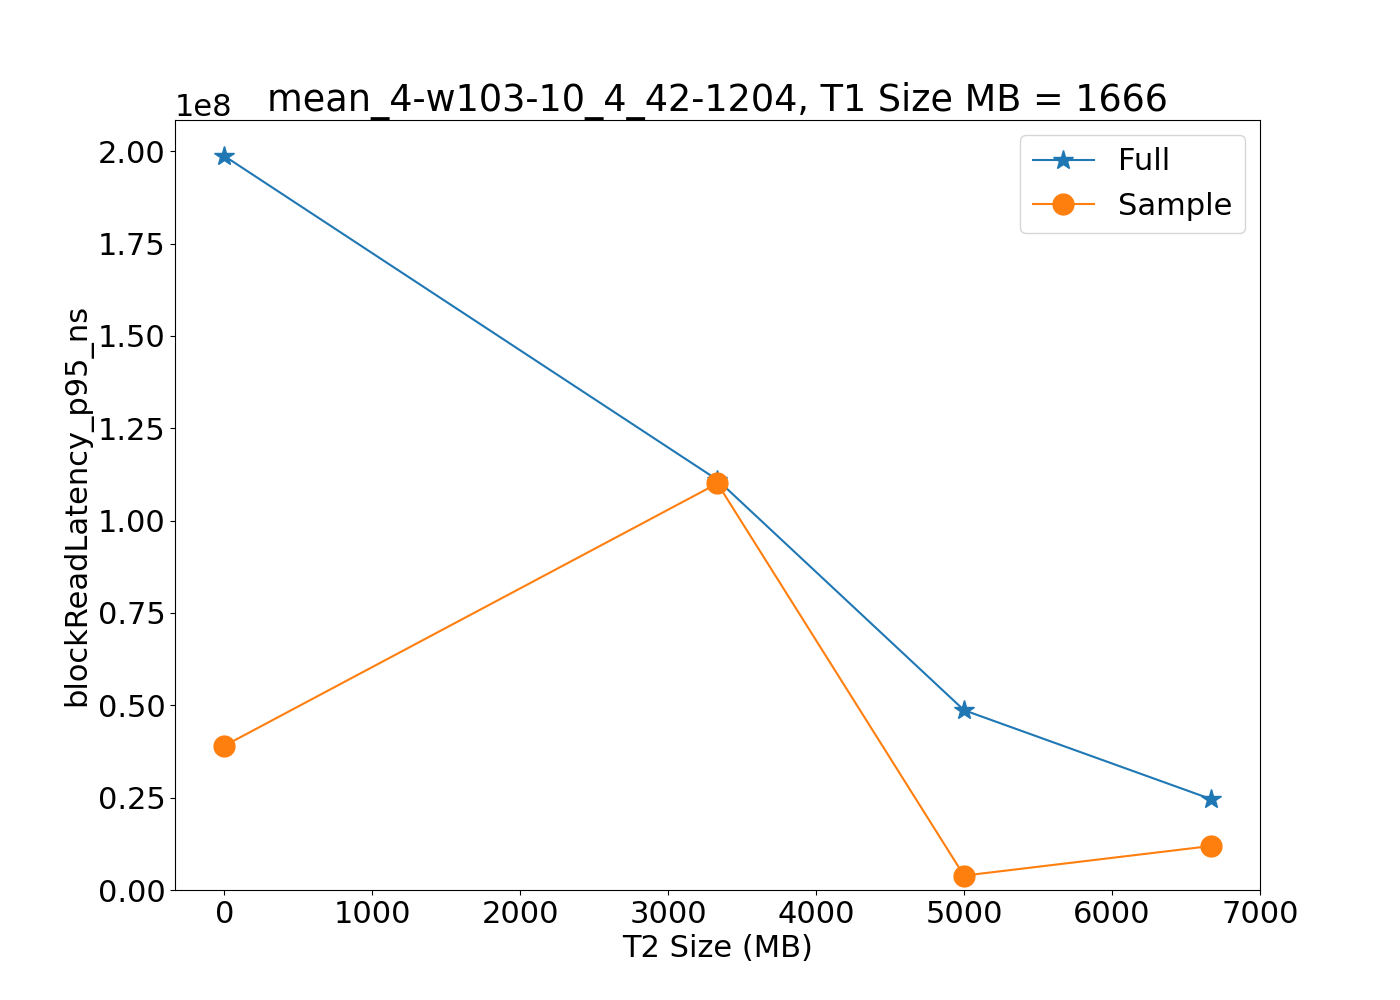 mean_4-w103-10_4_42-1204, T1 Size MB = 1666
1e8
2.00
1.75
1.50
1.25
1.00
0.75
0.50
0.25
0.00
blockReadLatency_p95_ns
Full
Sample
0 1000 2000 3000 4000 5000 6000 7000
T2 Size (MB)